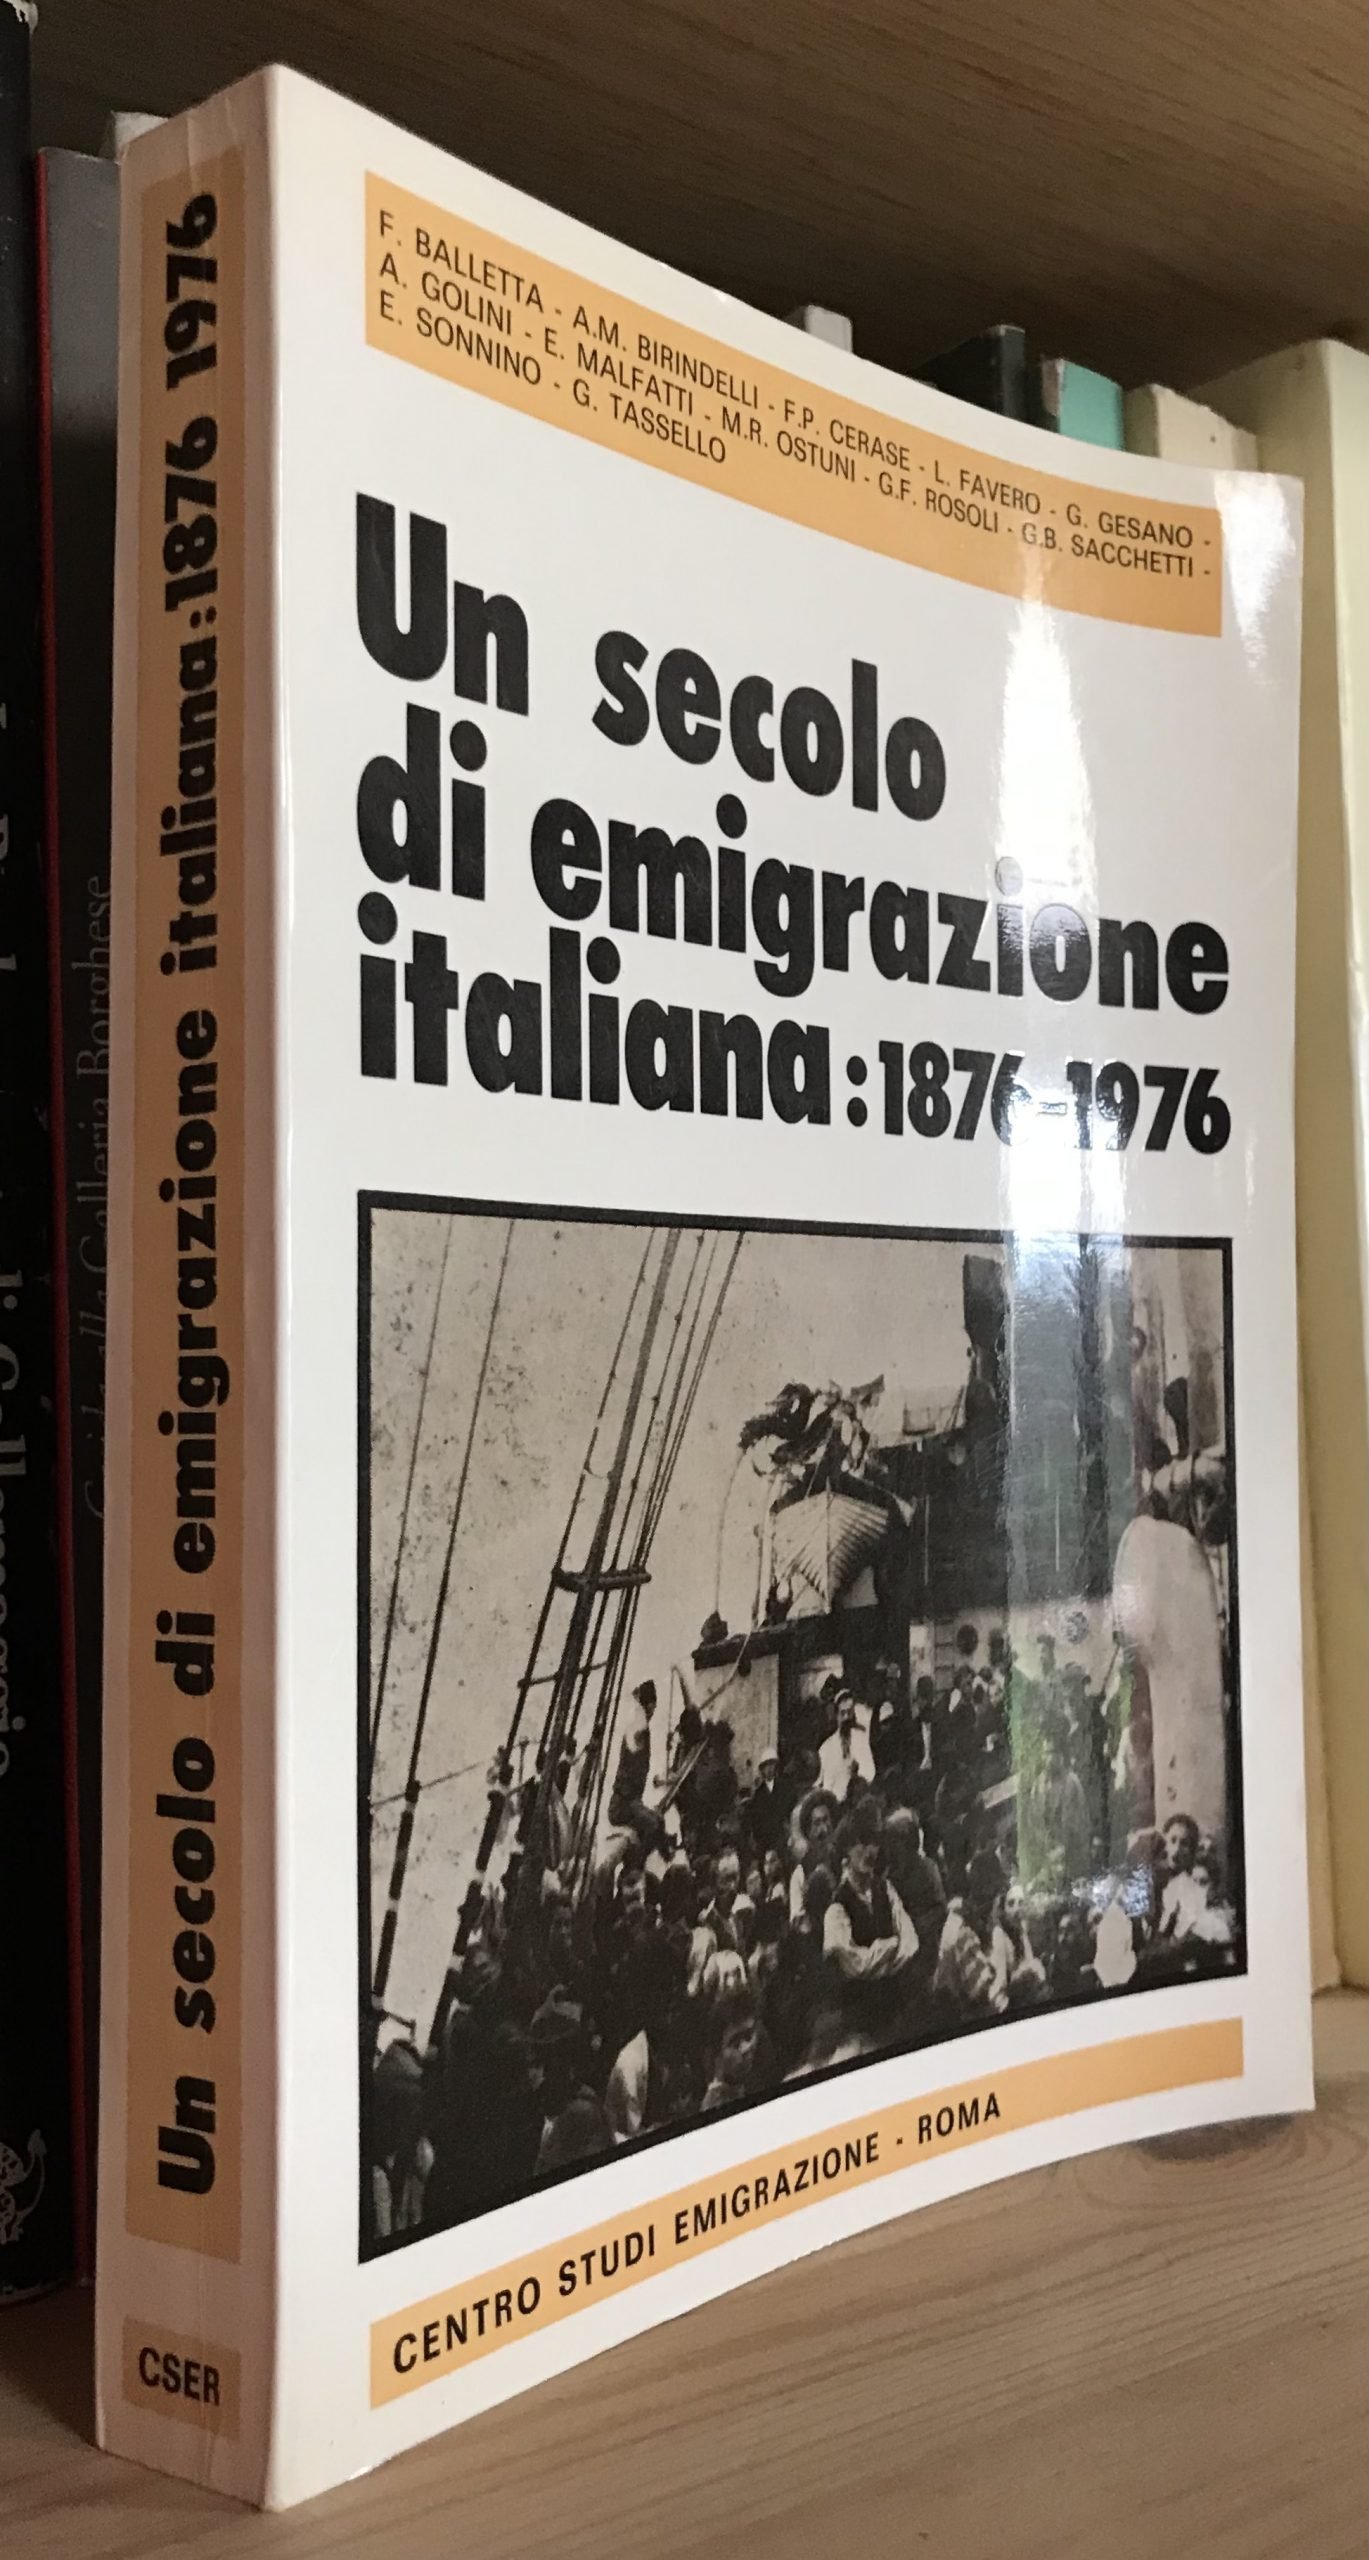 F. BALLETTA - A.M. BIRINDELLI - F.P. CERASE - L. FAVERO - G. GESANO -
A. GOLINI - E. MALFATTI - M.R. OSTUNI - G.F. ROSOLI - G.B. SACCHETTI -
E. SONNINO - G. TASSELLO
Un secolo
di emigrazione
italiana: 1876-1976
CENTRO STUDI EMIGRAZIONE - ROMA
Un secolo di emigrazione italiana: 1876 1976
CSER
Galleria Borghese